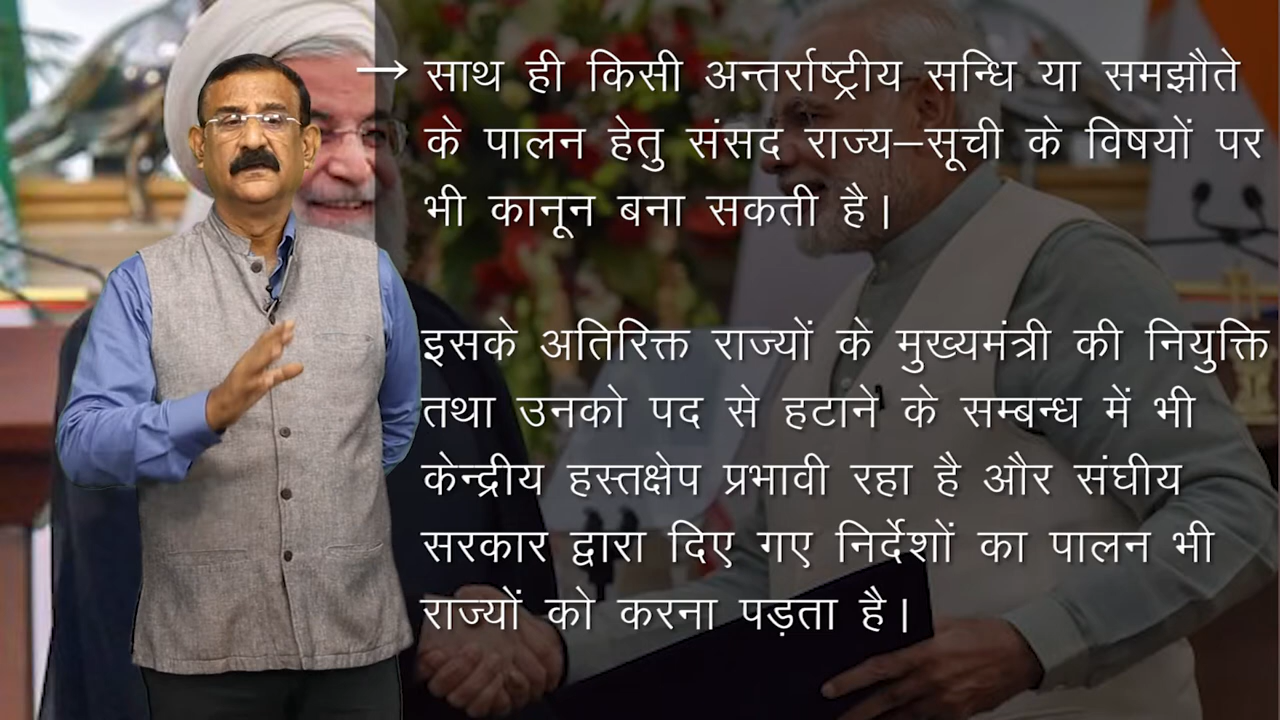 → साथ ही किसी अन्तर्राष्ट्रीय सन्धि या समझौते
के पालन हेतु संसद राज्य–सूची के विषयों पर
भी कानून बना सकती है।
इसके अतिरिक्त राज्यों के मुख्यमंत्री की नियुक्ति
तथा उनको पद से हटाने के सम्बन्ध में भी
केन्द्रीय हस्तक्षेप प्रभावी रहा है और संघीय
सरकार द्वारा दिए गए निर्देशों का पालन भी
राज्यों को करना पड़ता है।